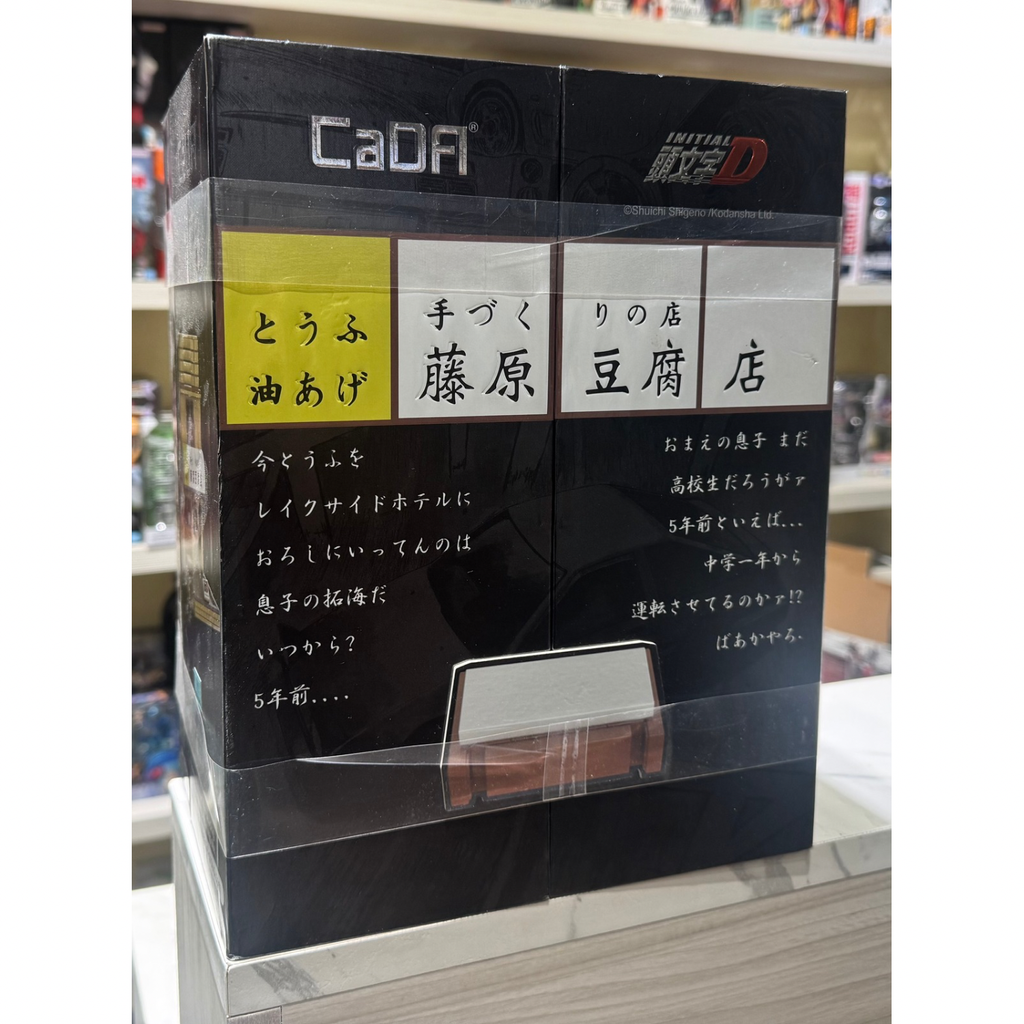 CaDA®
INITIAL
頭文字D
©Shuichi Shigeno /Kodansha Ltd.
とうふ
油あげ
手づくりの店
藤原豆腐店
今とうふを
レイクサイドホテルに
おろしにいってんのは
息子の拓海だ
いつから?
5年前....
おまえの息子 まだ
高校生だろうがァ
5年前といえば...
中学一年から
運転させてるのかァ!?
ばあかやろ.